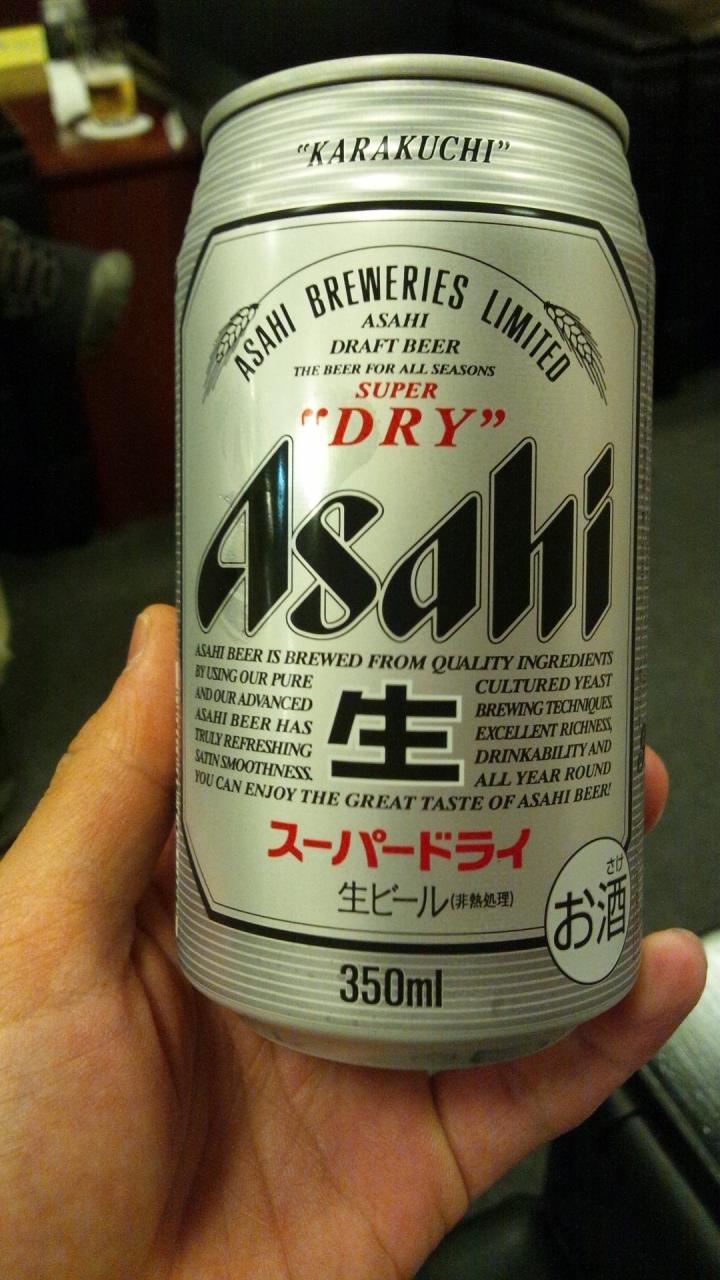 “KARAKUCHI”
ASAHI BREWERIES LIMITED
ASAHI
DRAFT BEER
THE BEER FOR ALL SEASONS
SUPER
“DRY”
Asahi
ASAHI BEER IS BREWED FROM QUALITY INGREDIENTS
BY USING OUR PURE CULTURED YEAST
AND OUR ADVANCED BREWING TECHNIQUES.
ASAHI BEER HAS EXCELLENT RICHNESS,
TRULY REFRESHING DRINKABILITY AND
SATIN SMOOTHNESS. ALL YEAR ROUND
生
YOU CAN ENJOY THE GREAT TASTE OF ASAHI BEER!
スーパードライ
生ビール(非熱処理)
さけ
お酒
350ml